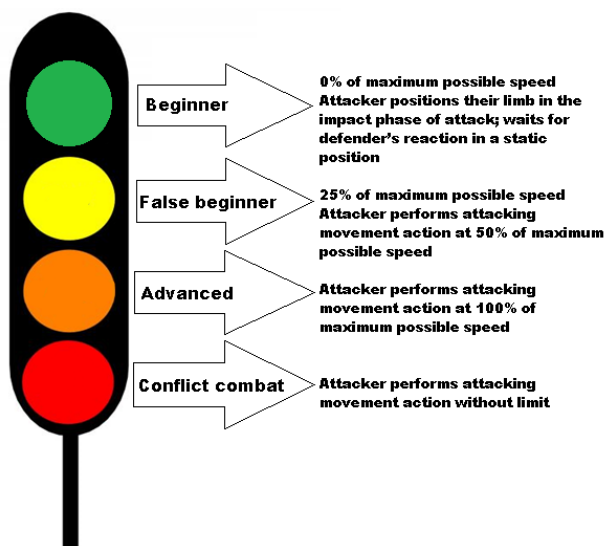 Beginner
0% of maximum possible speed
Attacker positions their limb in the
impact phase of attack; waits for
defender's reaction in a static
position
False beginner
25% of maximum possible speed
Attacker performs attacking
movement action at 50% of maximum
possible speed
Advanced
Attacker performs attacking
movement action at 100% of
maximum possible speed
Conflict combat
Attacker performs attacking
movement action without limit